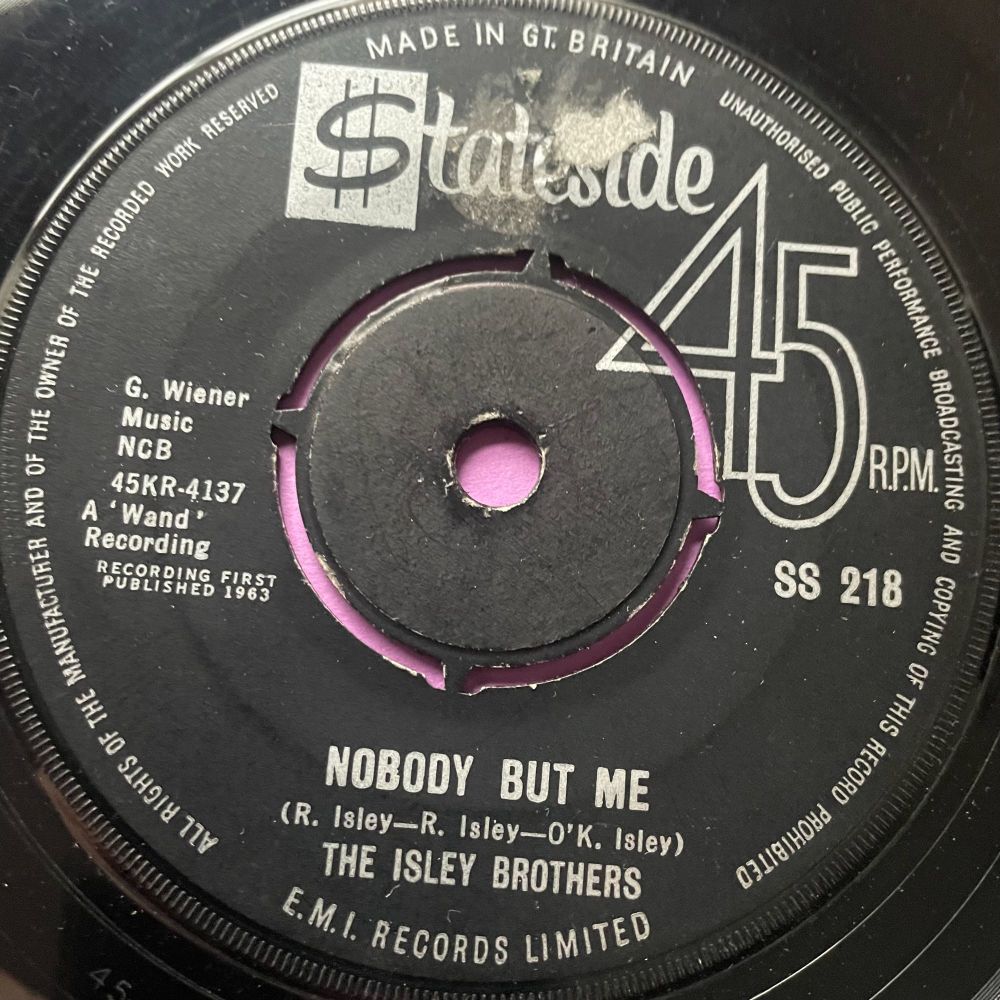 MADE IN GT. BRITAIN
$tateside
45
R.P.M.
SS 218
G. Wiener
Music
NCB
45KR-4137
A 'Wand'
Recording
RECORDING FIRST
PUBLISHED 1963
NOBODY BUT ME
(R. Isley—R. Isley—O'K. Isley)
THE ISLEY BROTHERS
E.M.I. RECORDS LIMITED
ALL RIGHTS OF THE MANUFACTURER AND OF THE OWNER OF THE RECORDED WORK RESERVED
UNAUTHORISED PUBLIC PERFORMANCE BROADCASTING AND COPYING OF THIS RECORD PROHIBITED
45